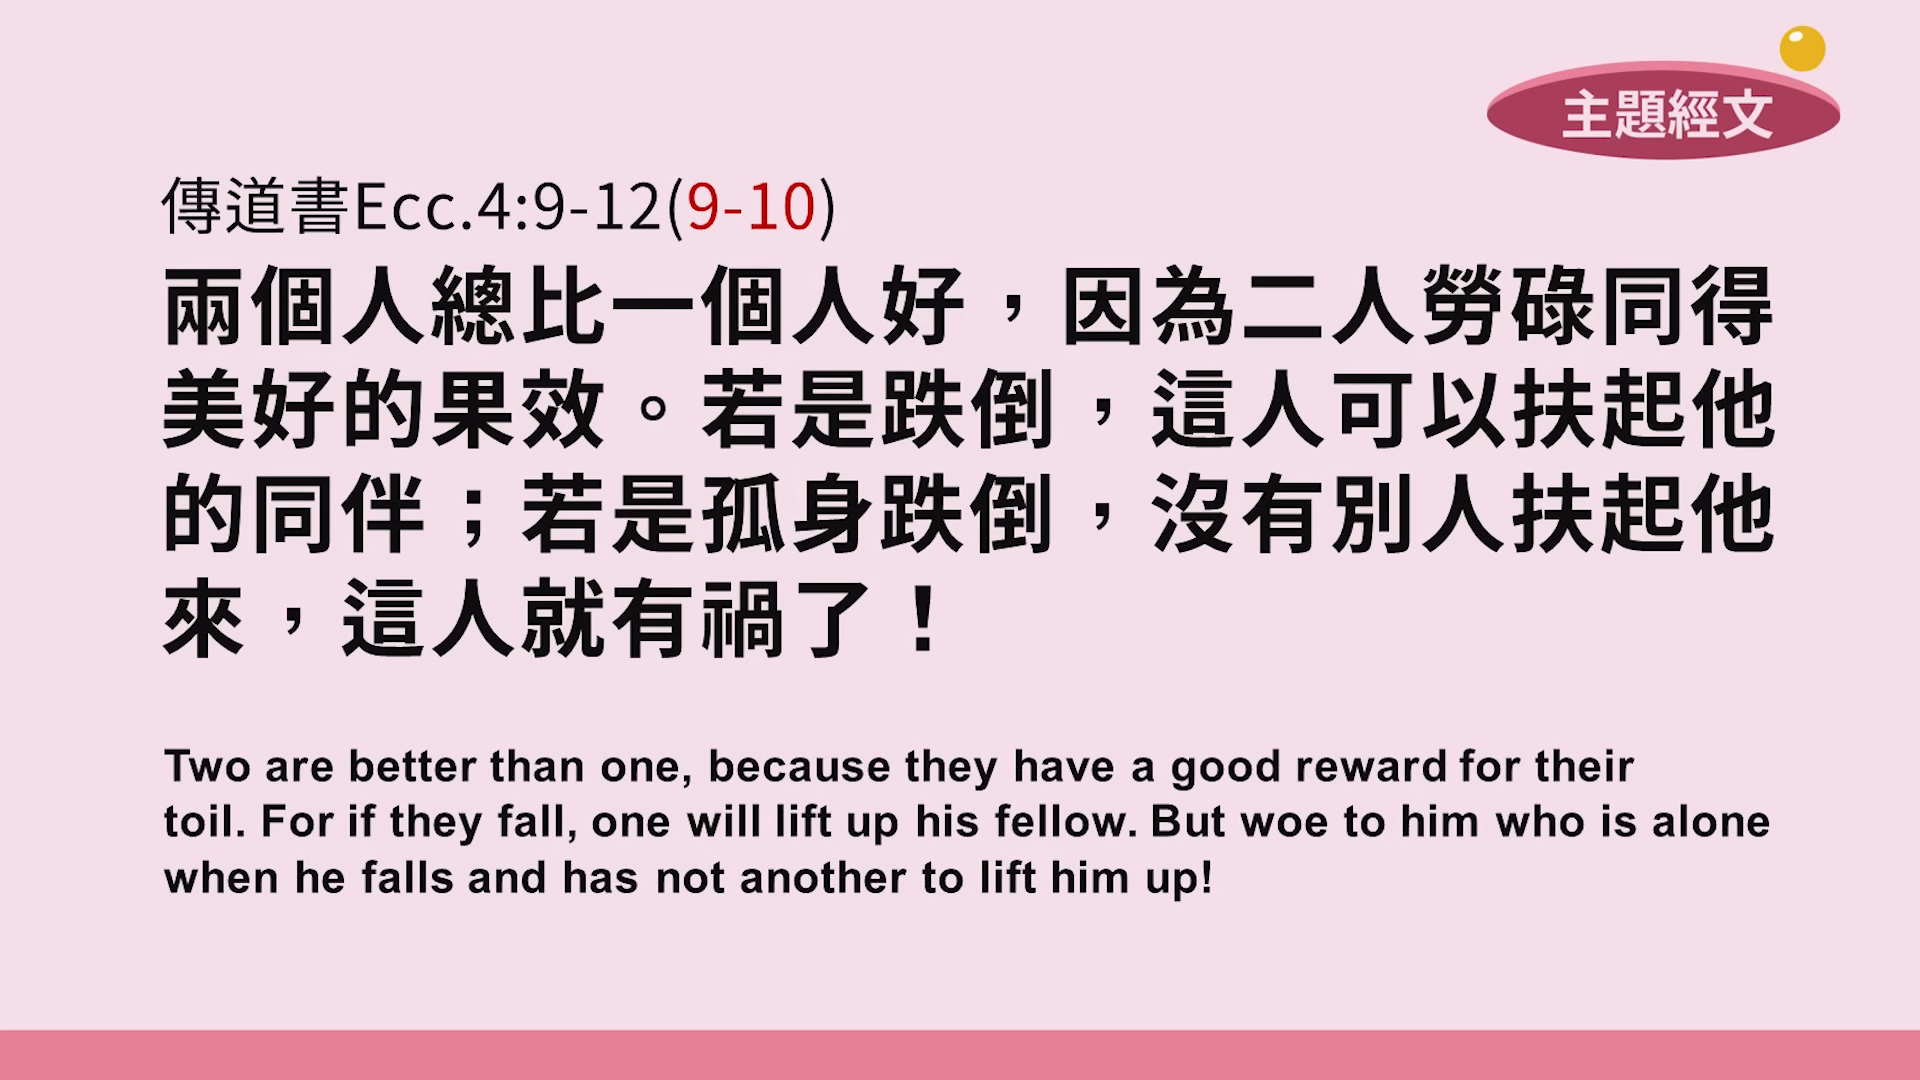 主題經文
傳道書Ecc.4:9-12(9-10)
兩個人總比一個人好，因為二人勞碌同得
美好的果效。若是跌倒，這人可以扶起他
的同伴；若是孤身跌倒，沒有別人扶起他
來，這人就有禍了！
Two are better than one, because they have a good reward for their
toil. For if they fall, one will lift up his fellow. But woe to him who is alone
when he falls and has not another to lift him up!